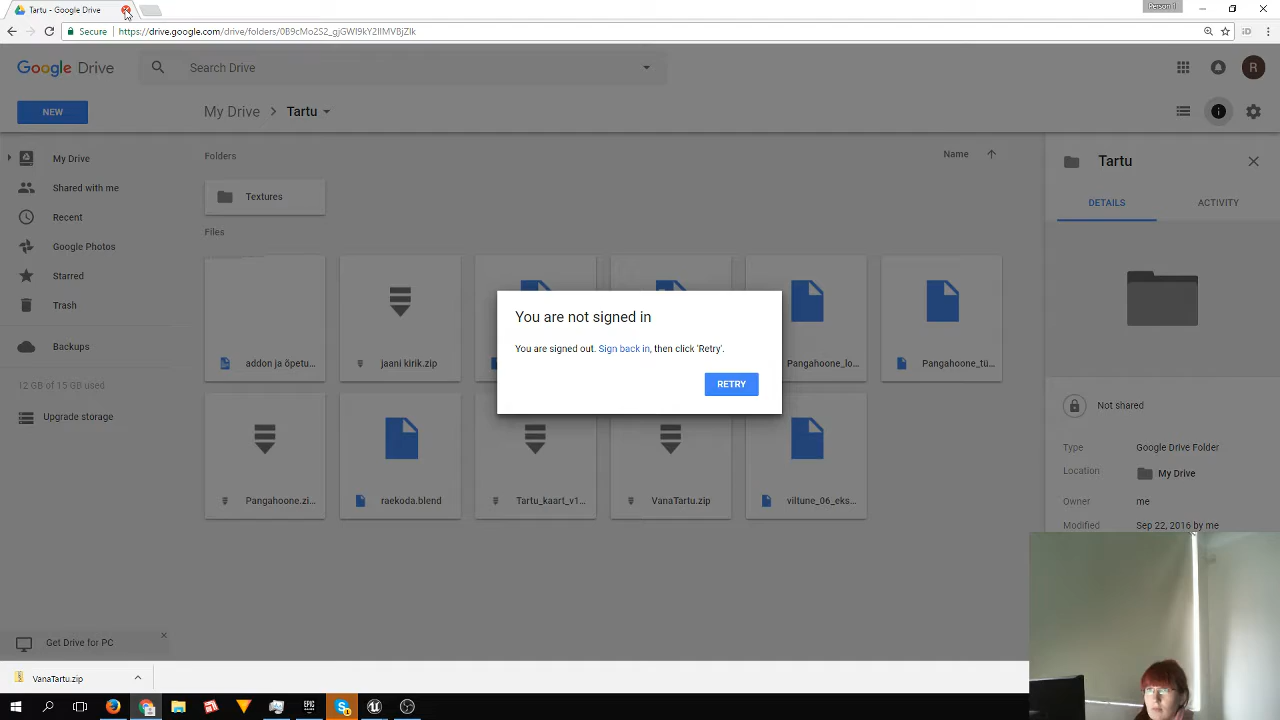 Tartu - Google Drive
Person 1
Secure
https://drive.google.com/drive/folders/0B9cMo2S2_gjGWl9kY2lIMVBjZlk
Google Drive
Search Drive
R
NEW
My Drive > Tartu
My Drive
Shared with me
Recent
Google Photos
Starred
Trash
Backups
12 GB of 15 GB used
Upgrade storage
Get Drive for PC
Folders
Name
Textures
Files
addon ja õpetu...
jaani kirik.zip
Pangahoone_lo...
Pangahoone_tü...
Pangahoone.zi...
raekoda.blend
Tartu_kaart_v1...
VanaTartu.zip
viltune_06_eks...
You are not signed in
You are signed out. Sign back in, then click 'Retry'.
RETRY
Tartu
DETAILS
ACTIVITY
Not shared
Type
Google Drive Folder
Location
My Drive
Owner
me
Modified
Sep 22, 2016 by me
VanaTartu.zip